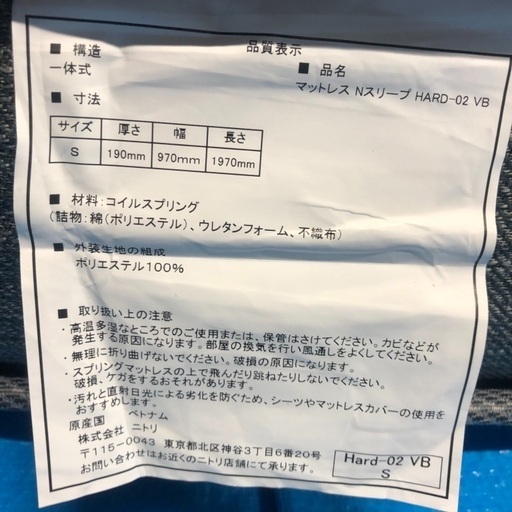 品質表示
■ 構造
一体式
■ 品名
マットレス Nスリープ HARD-02 VB
■ 寸法
サイズ 厚さ 幅 長さ
S 190mm 970mm 1970mm
■ 材料：コイルスプリング
（詰物：綿（ポリエステル）、ウレタンフォーム、不織布）
■ 外装生地の組成
ポリエステル100％
■ 取り扱い上の注意
・高温多湿なところでのご使用または、保管はさけてください。カビなどが
発生する原因になります。部屋の換気を行い風通しをよくしてください。
・無理に折り曲げないでください。破損の原因になります。
・スプリングマットレスの上で飛んだり跳ねたりしないでください。
破損、ケガをするおそれがあります。
・汚れと直射日光による劣化を防ぐため、シーツやマットレスカバーの使用を
おすすめします。
原産国 ベトナム
株式会社 ニトリ
〒115-0043 東京都北区神谷3丁目6番20号
お問い合わせはお近くのニトリ店舗にて承ります。
Hard-02 VB
S